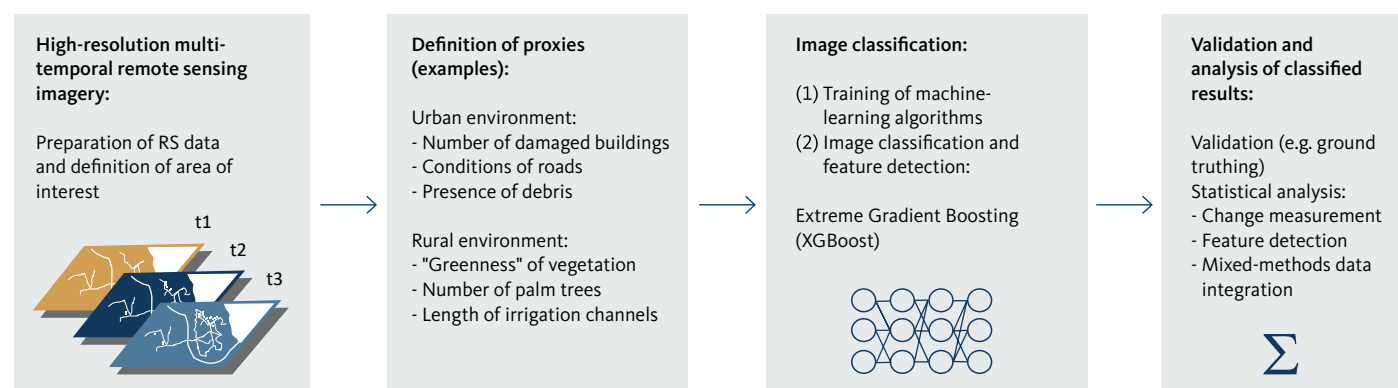 High-resolution multi-
temporal remote sensing
imagery:
Preparation of RS data
and definition of area of
interest
t1
t2
t3
Definition of proxies
(examples):
Urban environment:
- Number of damaged buildings
- Conditions of roads
- Presence of debris
Rural environment:
- "Greenness" of vegetation
- Number of palm trees
- Length of irrigation channels
Image classification:
(1) Training of machine-
learning algorithms
(2) Image classification and
feature detection:
Extreme Gradient Boosting
(XGBoost)
Validation and
analysis of classified
results:
Validation (e.g. ground
truthing)
Statistical analysis:
- Change measurement
- Feature detection
- Mixed-methods data
integration
Σ